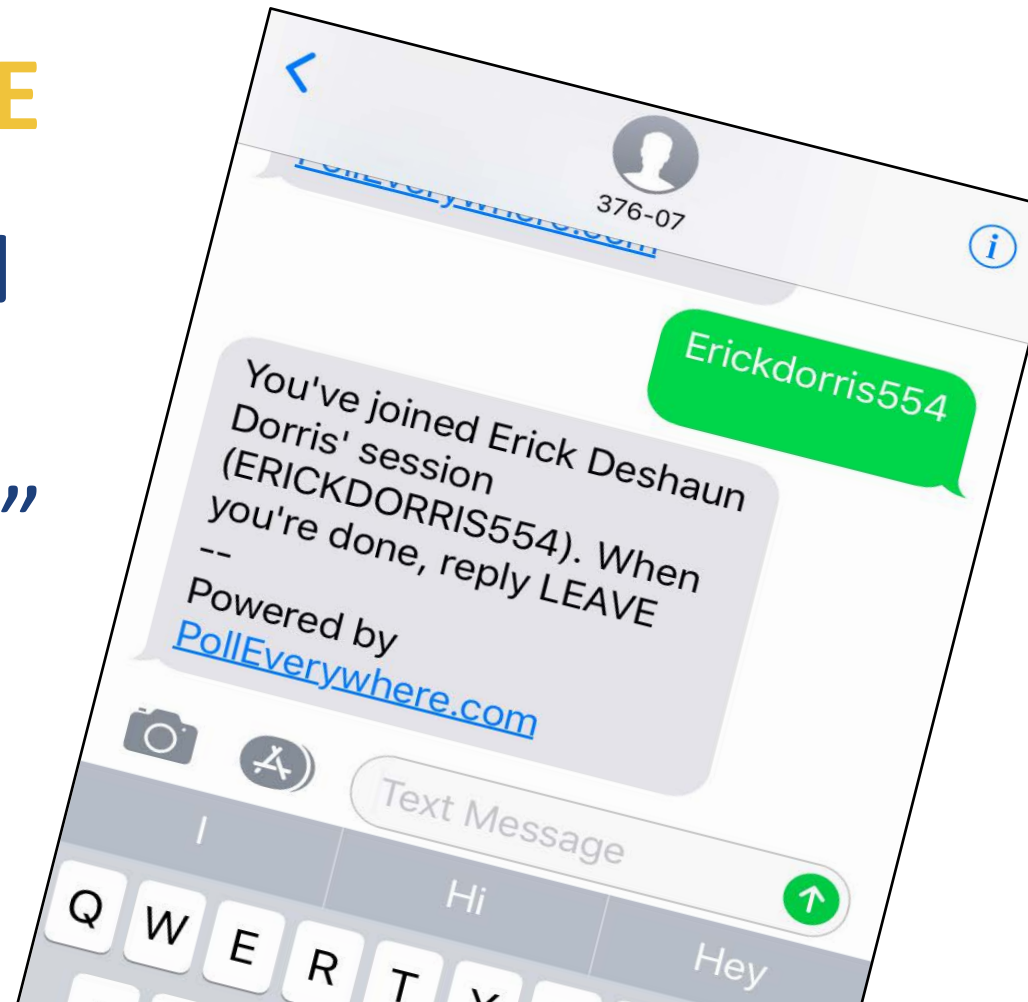 E
”
376-07
PollEverywhere.com
Erickdorris554
You've joined Erick Deshaun
Dorris' session
(ERICKDORRIS554). When
you're done, reply LEAVE
--
Powered by
PollEverywhere.com
Text Message
I
Hi
Hey
Q W E R T